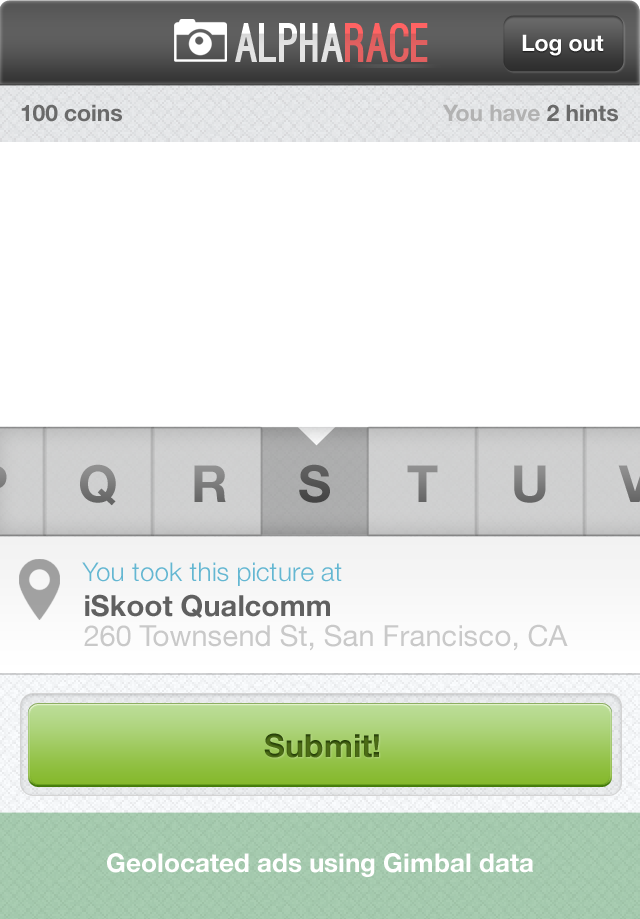 ALPHARACE
Log out
100 coins
You have 2 hints
P Q R S T U V
You took this picture at
iSkoot Qualcomm
260 Townsend St, San Francisco, CA
Submit!
Geolocated ads using Gimbal data